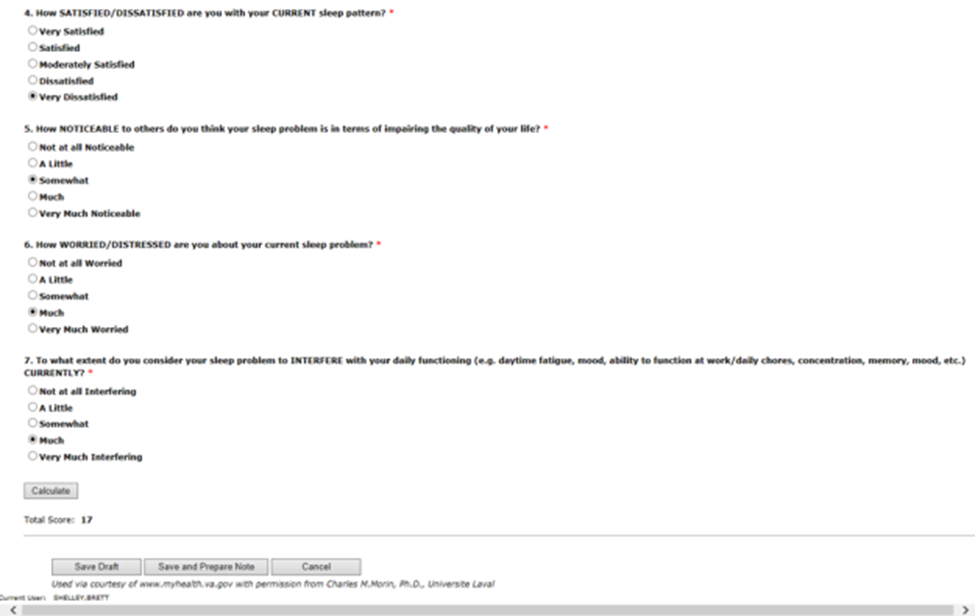 4. How SATISFIED/DISSATISFIED are you with your CURRENT sleep pattern? *
Very Satisfied
Satisfied
Moderately Satisfied
Dissatisfied
Very Dissatisfied
5. How NOTICEABLE to others do you think your sleep problem is in terms of impairing the quality of your life? *
Not at all Noticeable
A Little
Somewhat
Much
Very Much Noticeable
6. How WORRIED/DISTRESSED are you about your current sleep problem? *
Not at all Worried
A Little
Somewhat
Much
Very Much Worried
7. To what extent do you consider your sleep problem to INTERFERE with your daily functioning (e.g. daytime fatigue, mood, ability to function at work/daily chores, concentration, memory, mood, etc.)
CURRENTLY? *
Not at all Interfering
A Little
Somewhat
Much
Very Much Interfering
Calculate
Total Score: 17
Save Draft Save and Prepare Note Cancel
Used via courtesy of www.myhealth.va.gov with permission from Charles M.Morin, Ph.D., Universite Laval
Current User: SHELLEY,BRETT